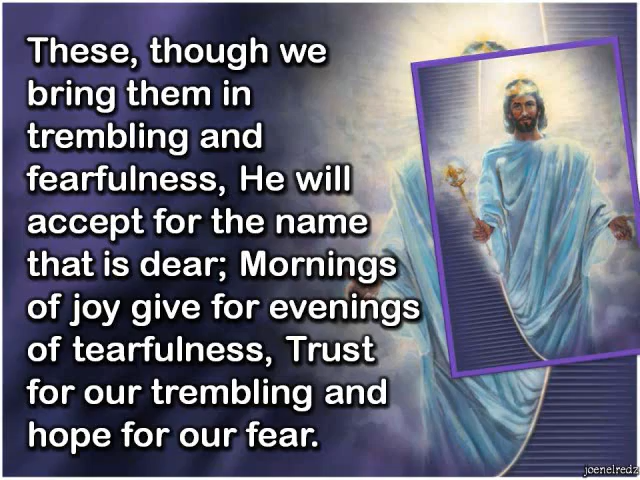 These, though we
bring them in
trembling and
fearfulness, He will
accept for the name
that is dear; Mornings
of joy give for evenings
of tearfulness, Trust
for our trembling and
hope for our fear.
joenelredz